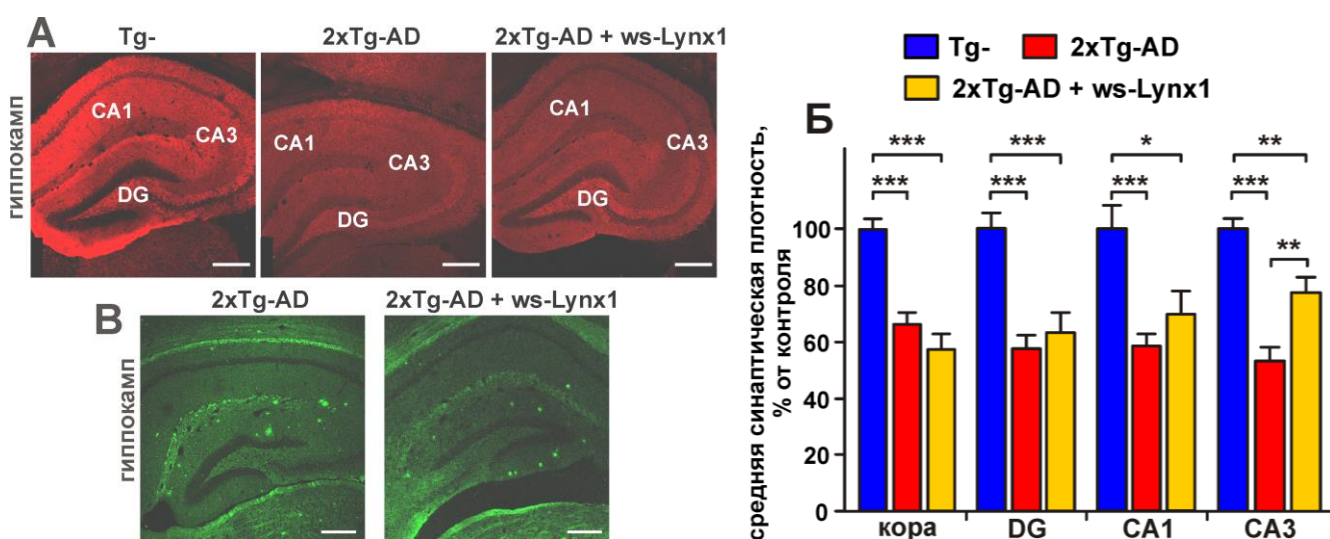 А
Tg-
2xTg-AD
2xTg-AD + ws-Lynx1
гиппокамп
CA1
CA3
DG
CA1
CA3
DG
CA1
CA3
DG
В
2xTg-AD
2xTg-AD + ws-Lynx1
гиппокамп
Tg-
2xTg-AD
2xTg-AD + ws-Lynx1
Б
средняя синаптическая плотность,
% от контроля
100
80
60
40
20
0
***
***
***
***
*
***
**
***
**
кора
DG
CA1
CA3